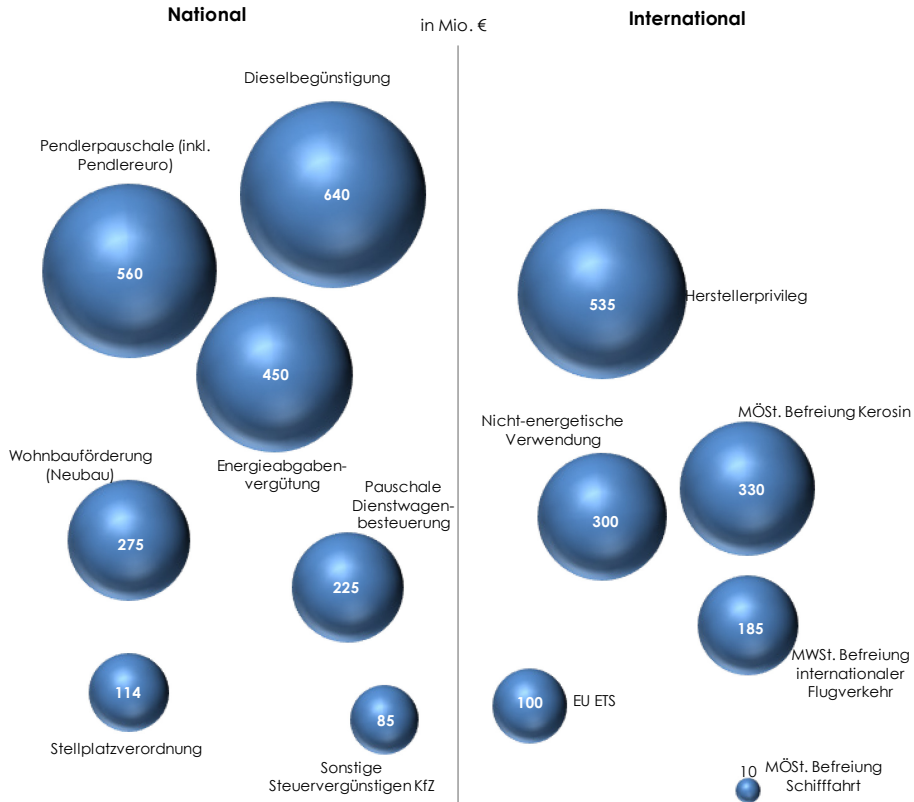 National
in Mio. €
International
Dieselbegünstigung
640
Pendlerpauschale (inkl.
Pendlereuro)
560
450
Energieabgaben-
vergütung
Wohnbauförderung
(Neubau)
275
Pauschale
Dienstwagen-
besteuerung
225
114
Stellplatzverordnung
85
Sonstige
Steuervergünstigen KfZ
535
Herstellerprivileg
Nicht-energetische
Verwendung
300
MÖSt. Befreiung Kerosin
330
185
MWSt. Befreiung
internationaler
Flugverkehr
100
EU ETS
10
MÖSt. Befreiung
Schifffahrt